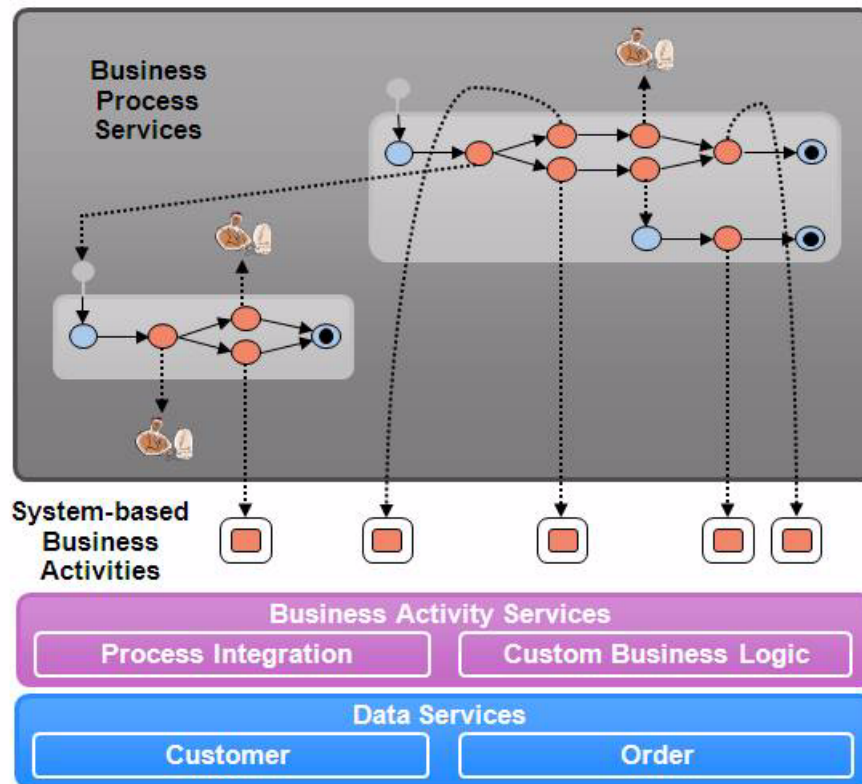 Business
Process
Services
System-based
Business
Activities
Business Activity Services
Process Integration
Custom Business Logic
Data Services
Customer
Order